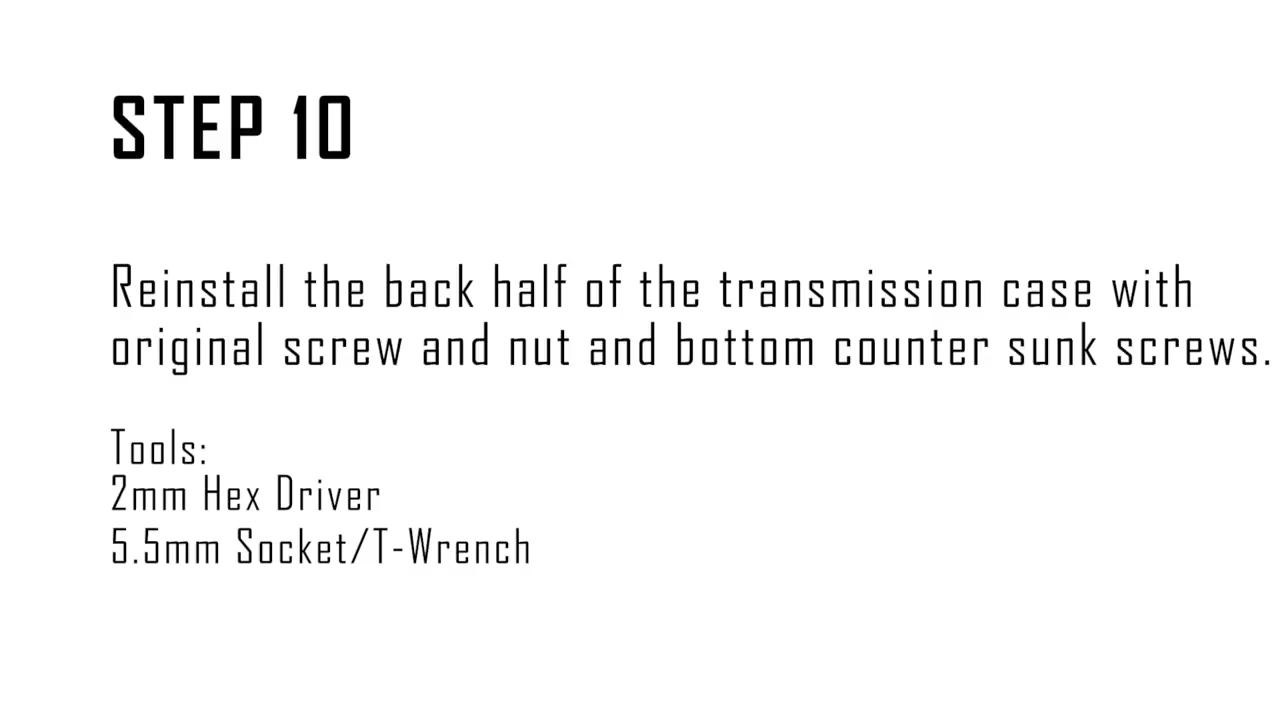 STEP 10
Reinstall the back half of the transmission case with
original screw and nut and bottom counter sunk screws.
Tools:
2mm Hex Driver
5.5mm Socket/T-Wrench